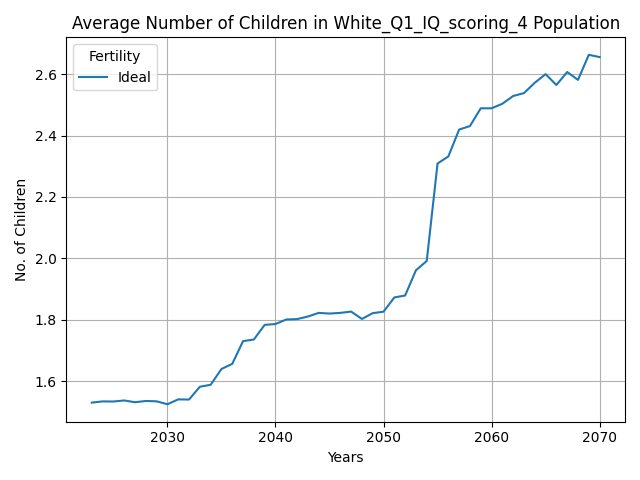 Average Number of Children in White_Q1_IQ_scoring_4 Population
Fertility
Ideal
No. of Children
2.6
2.4
2.2
2.0
1.8
1.6
2030 2040 2050 2060 2070
Years